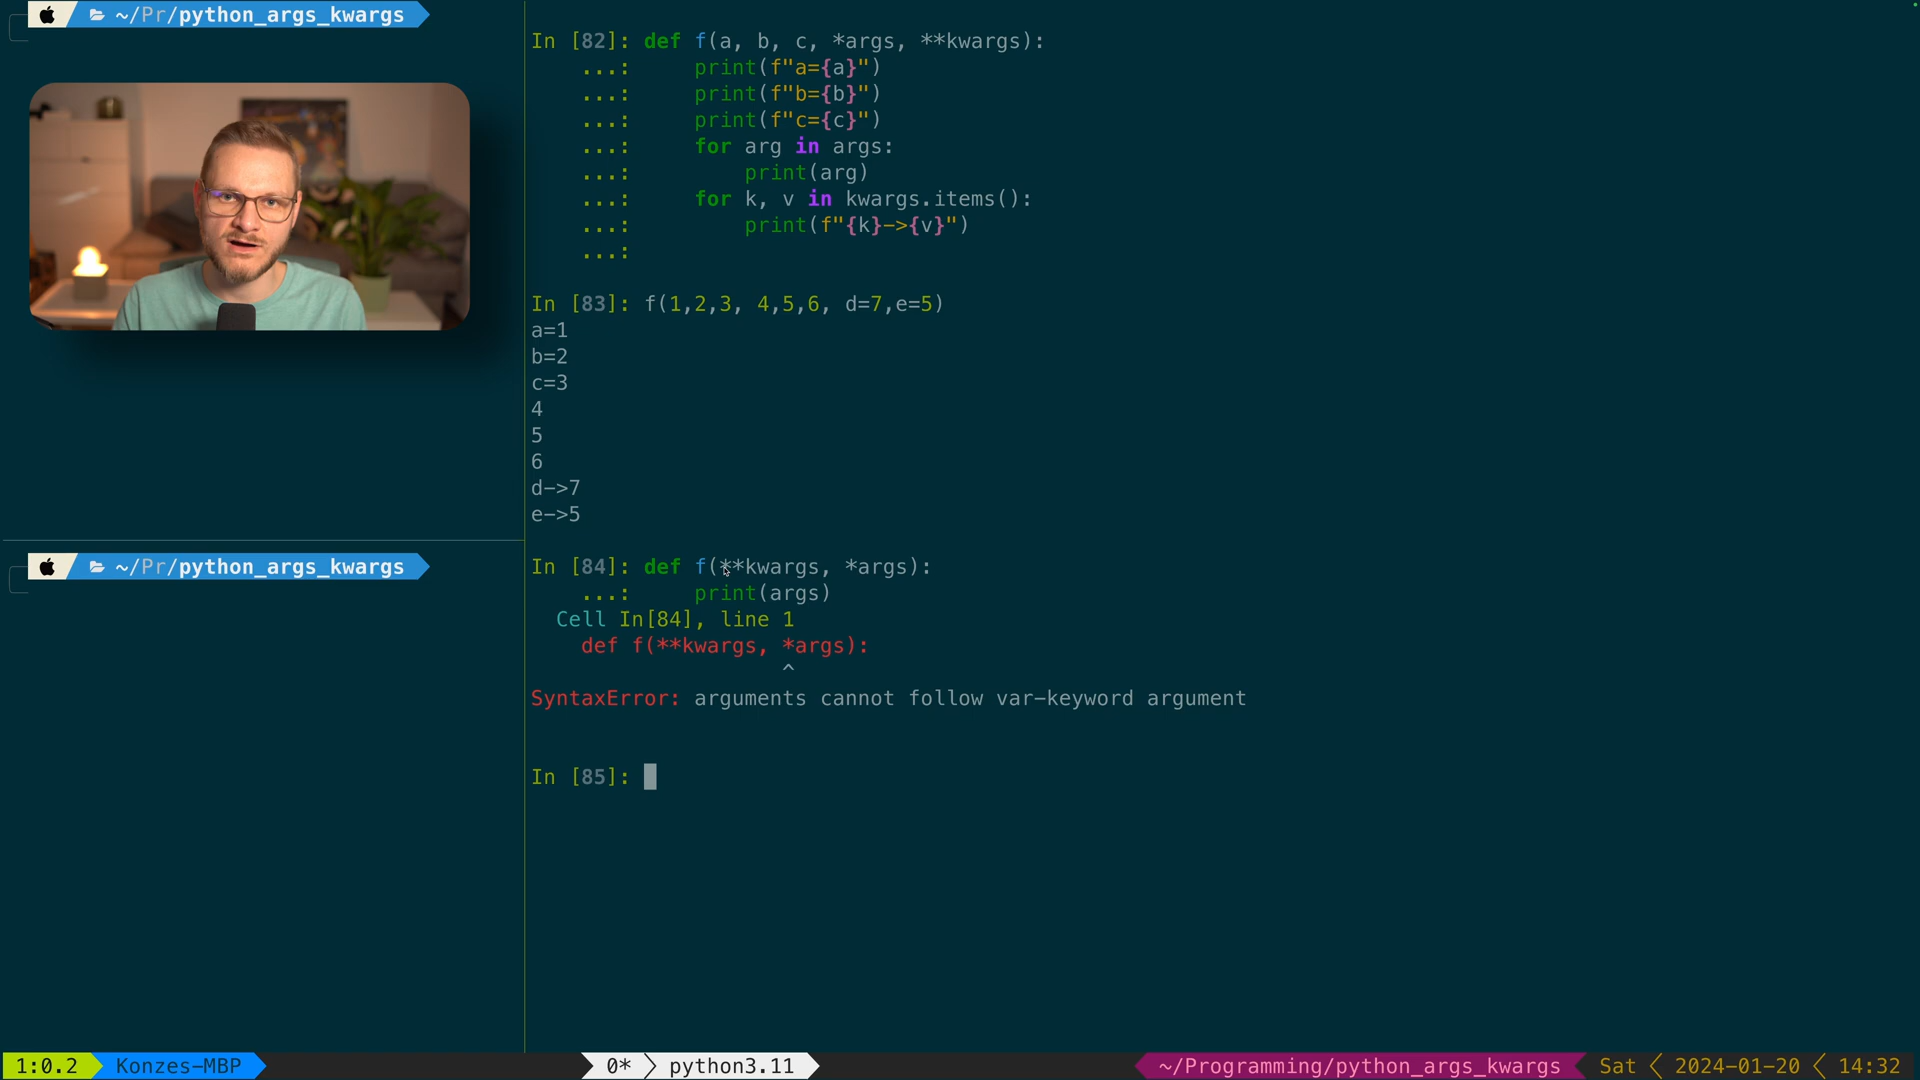 ~/Pr/python_args_kwargs
In [82]: def f(a, b, c, *args, **kwargs):
...: print(f"a={a}")
...: print(f"b={b}")
...: print(f"c={c}")
...: for arg in args:
...: print(arg)
...: for k, v in kwargs.items():
...: print(f"{k}->{v}")
...:
In [83]: f(1,2,3, 4,5,6, d=7,e=5)
a=1
b=2
c=3
4
5
6
d->7
e->5
~/Pr/python_args_kwargs
In [84]: def f(**kwargs, *args):
...: print(args)
Cell In[84], line 1
def f(**kwargs, *args):
^
SyntaxError: arguments cannot follow var-keyword argument
In [85]:
1:0.2 Konzes-MBP 0* python3.11 ~/Programming/python_args_kwargs Sat 2024-01-20 14:32